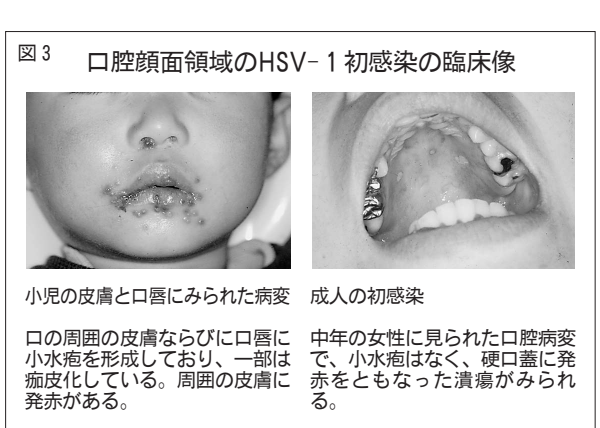 図3
口腔顔面領域のHSV-1初感染の臨床像
小児の皮膚と口唇にみられた病変
口の周囲の皮膚ならびに口唇に
小水疱を形成しており、一部は
痂皮化している。周囲の皮膚に
発赤がある。
成人の初感染
中年の女性に見られた口腔病変
で、小水疱はなく、硬口蓋に発
赤をともなった潰瘍がみられ
る。